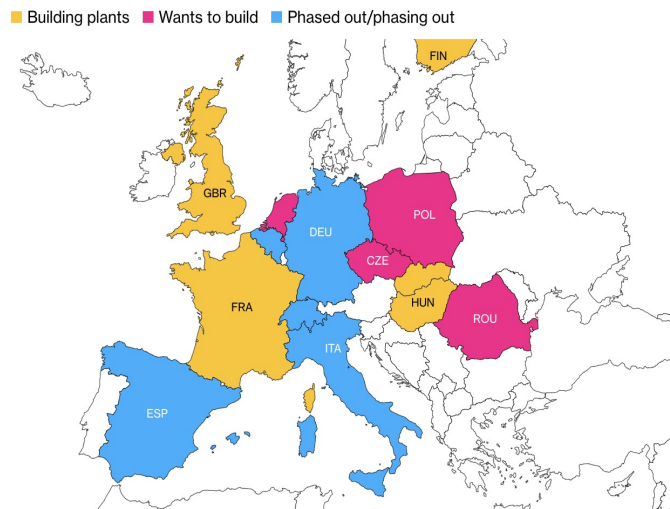 Building plants Wants to build Phased out/phasing out
FIN
GBR
POL
DEU
CZE
HUN
FRA
ROU
ITA
ESP